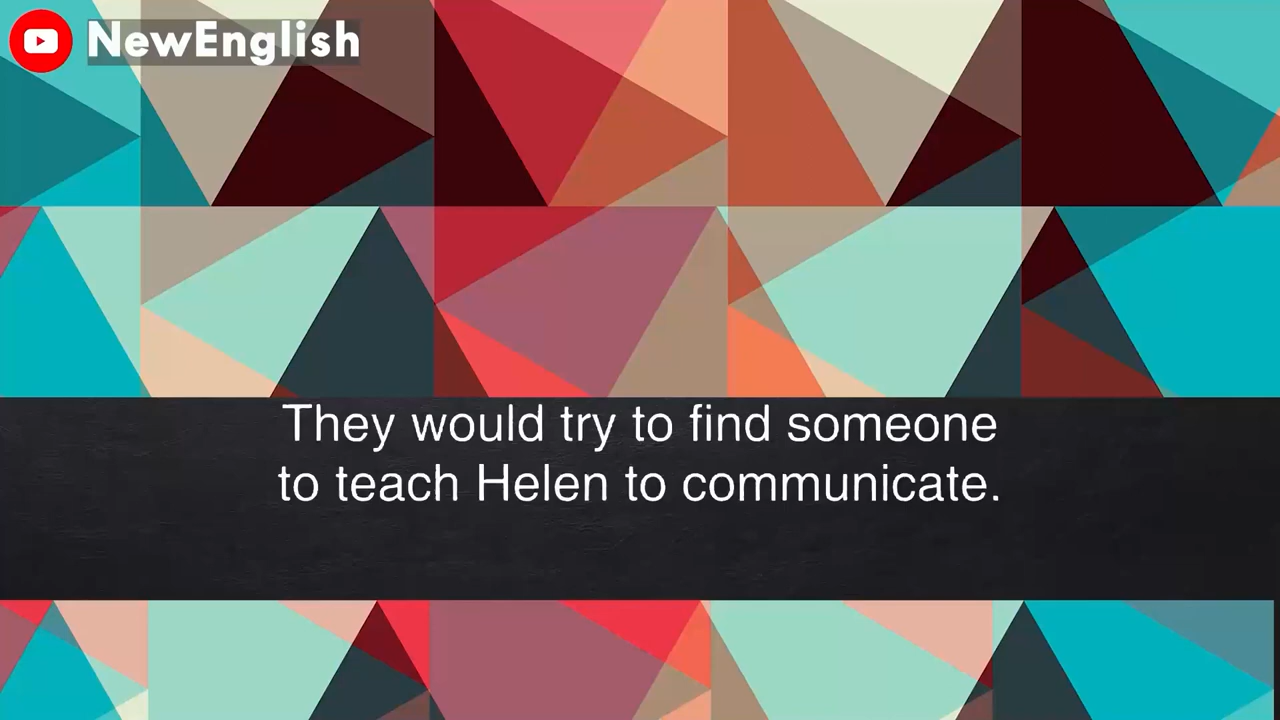 NewEnglish
They would try to find someone
to teach Helen to communicate.